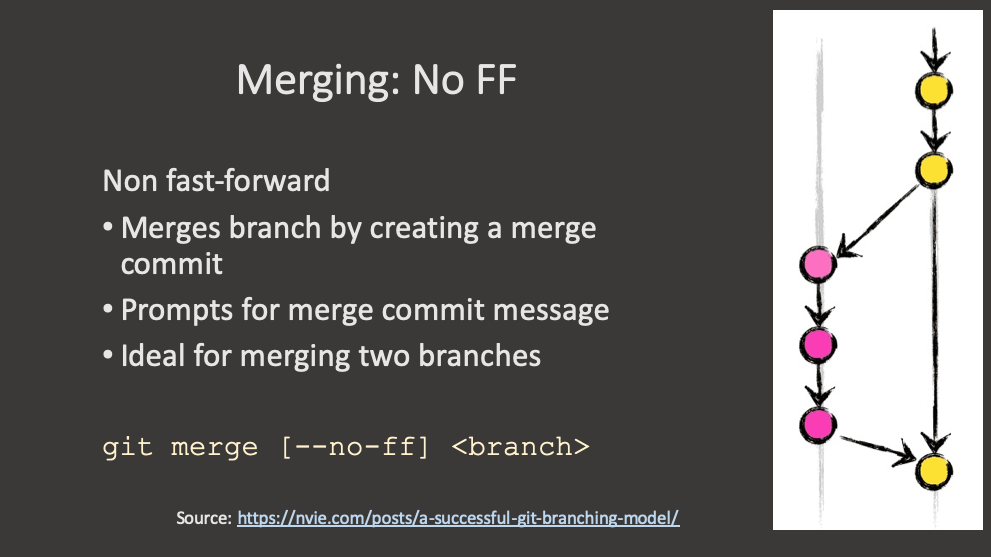 Merging: No FF
Non fast-forward
• Merges branch by creating a merge
commit
• Prompts for merge commit message
• Ideal for merging two branches
git merge [--no-ff] <branch>
Source: https://nvie.com/posts/a-successful-git-branching-model/